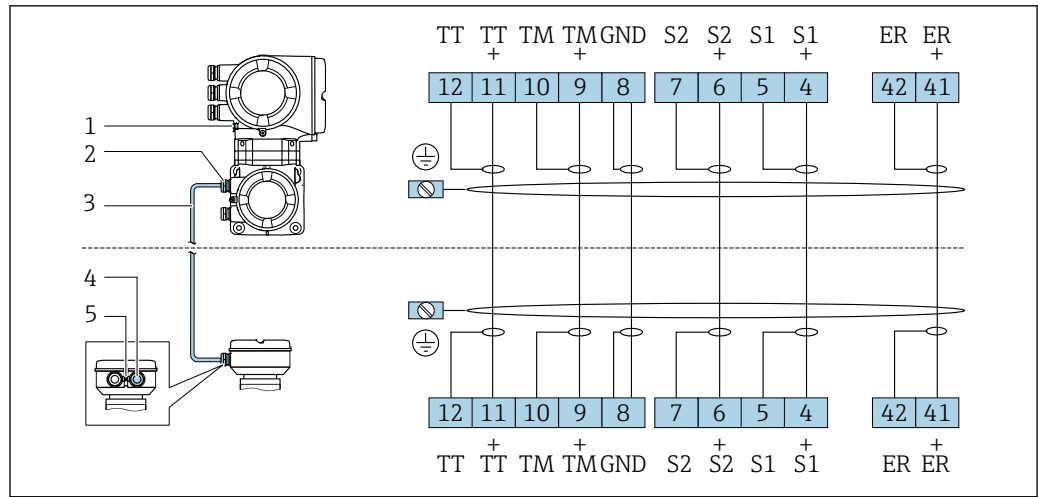 TT TT TM TM GND S2 S2 S1 S1 ER ER
+ + + + +
12 11 10 9 8 7 6 5 4 42 41
1
2
3
4
5
12 11 10 9 8 7 6 5 4 42 41
+ + + + +
TT TT TM TM GND S2 S2 S1 S1 ER ER